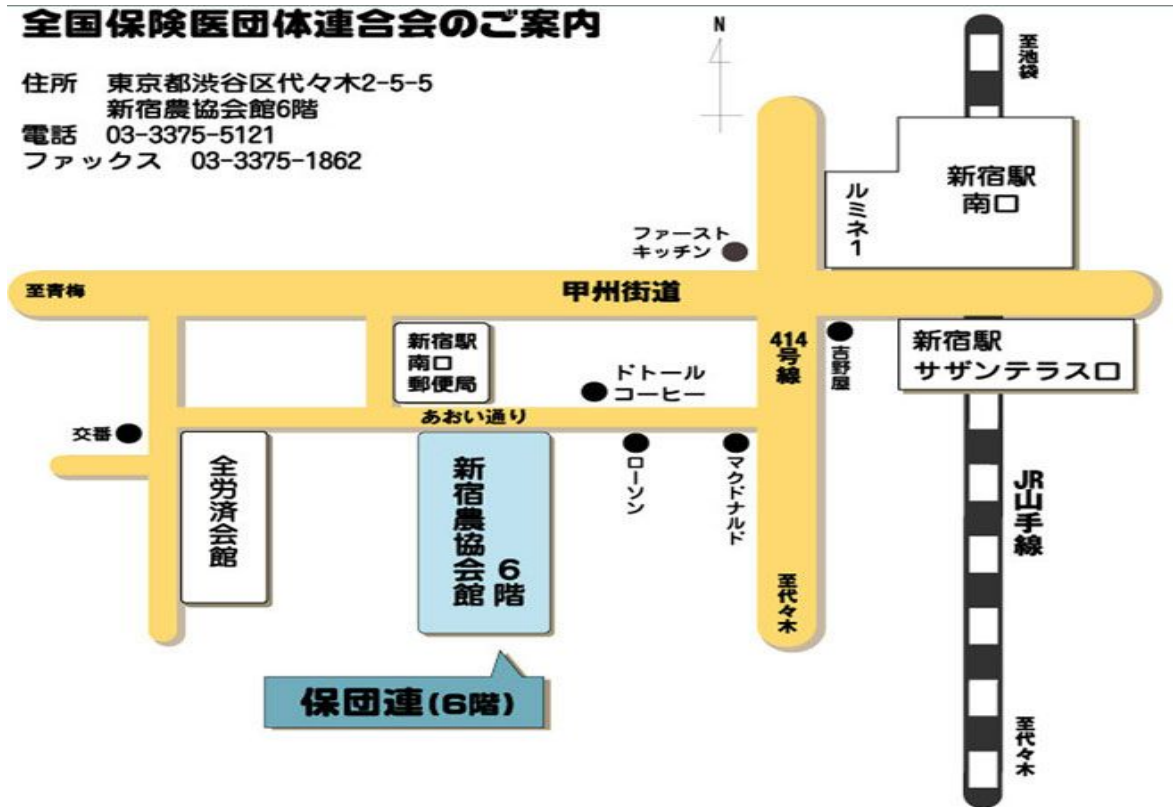 全国保険医団体連合会のご案内
住所 東京都渋谷区代々木2-5-5
新宿農協会館6階
電話 03-3375-5121
ファックス 03-3375-1862
N
至池袋
新宿駅
南口
ルミネ1
ファースト
キッチン
至青梅
甲州街道
新宿駅
南口
郵便局
ドトール
コーヒー
414
号線
吉野屋
新宿駅
サザンテラス口
あおい通り
交番
全労済会館
新宿農協会館
6階
ローソン
マクドナルド
JR山手線
至代々木
保団連(6階)
至代々木